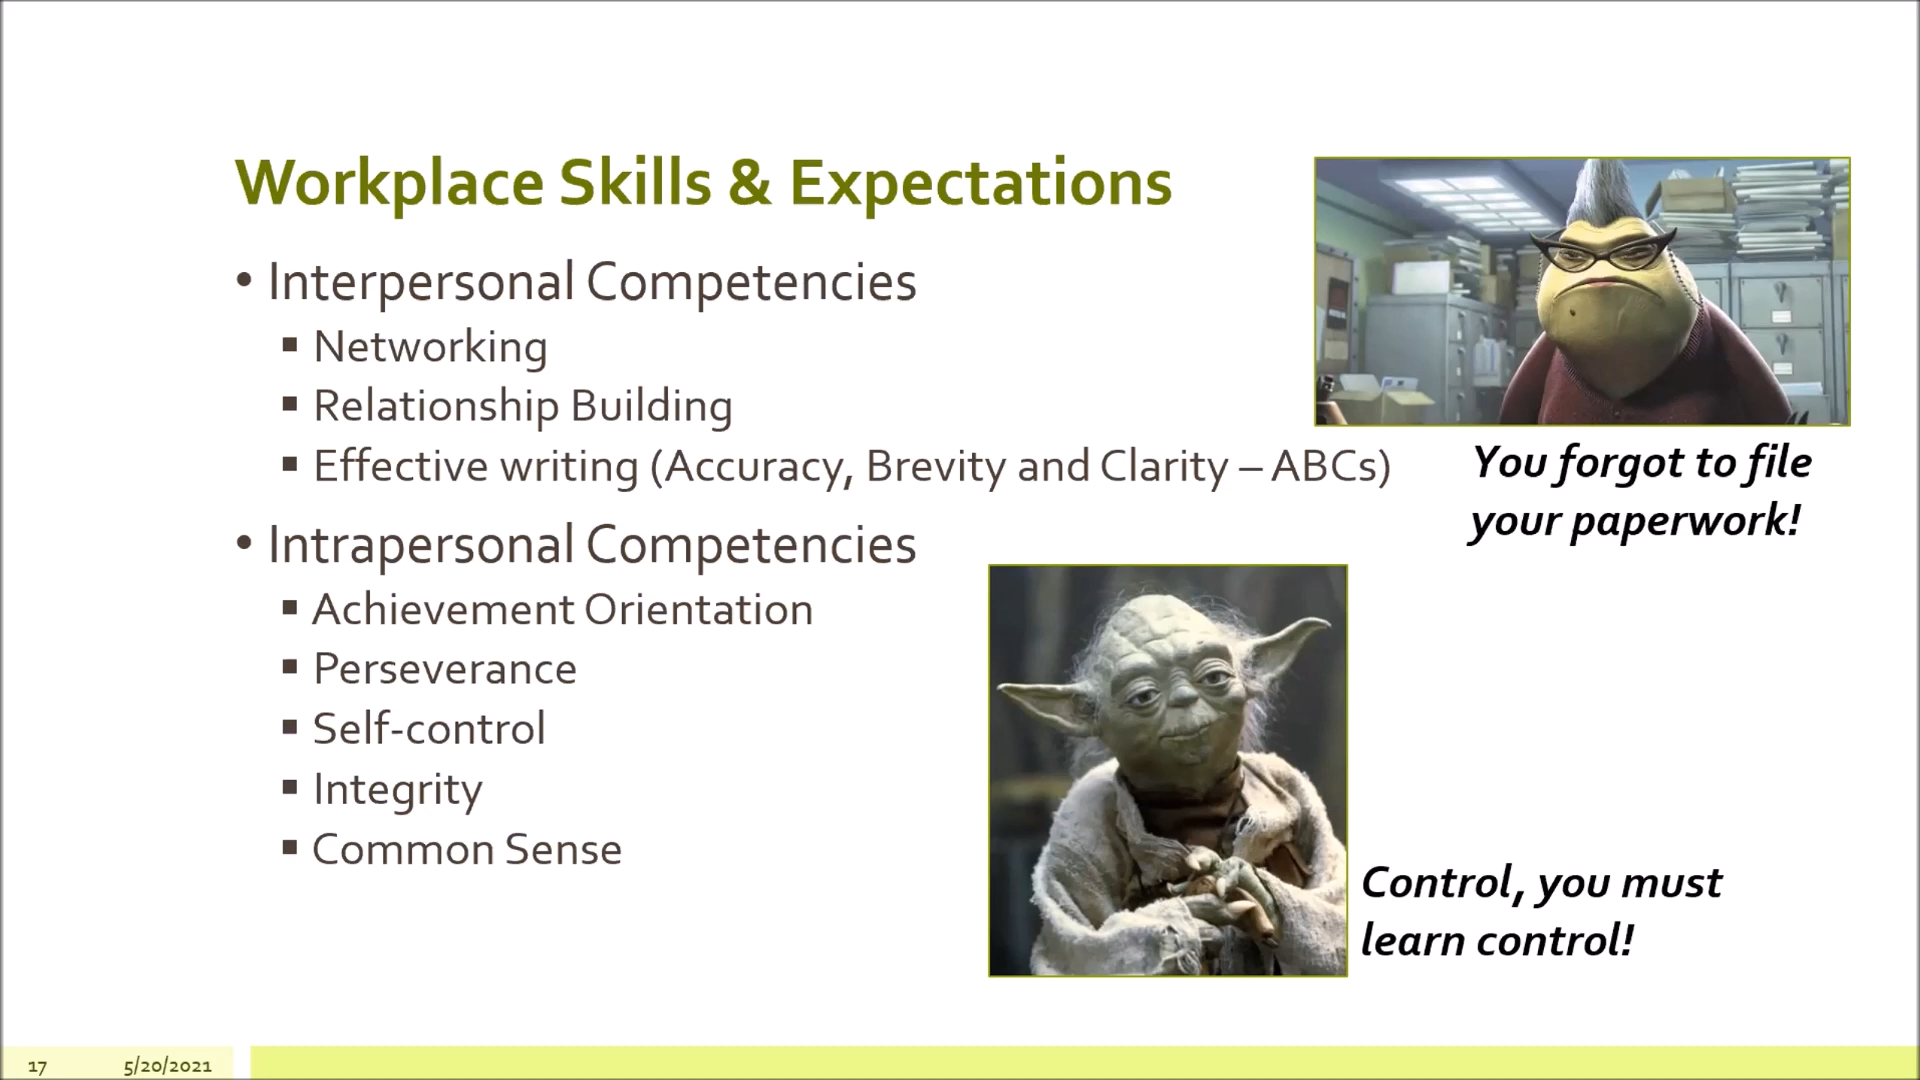 Workplace Skills & Expectations
• Interpersonal Competencies
▪ Networking
▪ Relationship Building
▪ Effective writing (Accuracy, Brevity and Clarity – ABCs)
You forgot to file
your paperwork!
• Intrapersonal Competencies
▪ Achievement Orientation
▪ Perseverance
▪ Self-control
▪ Integrity
▪ Common Sense
Control, you must
learn control!
17 5/20/2021